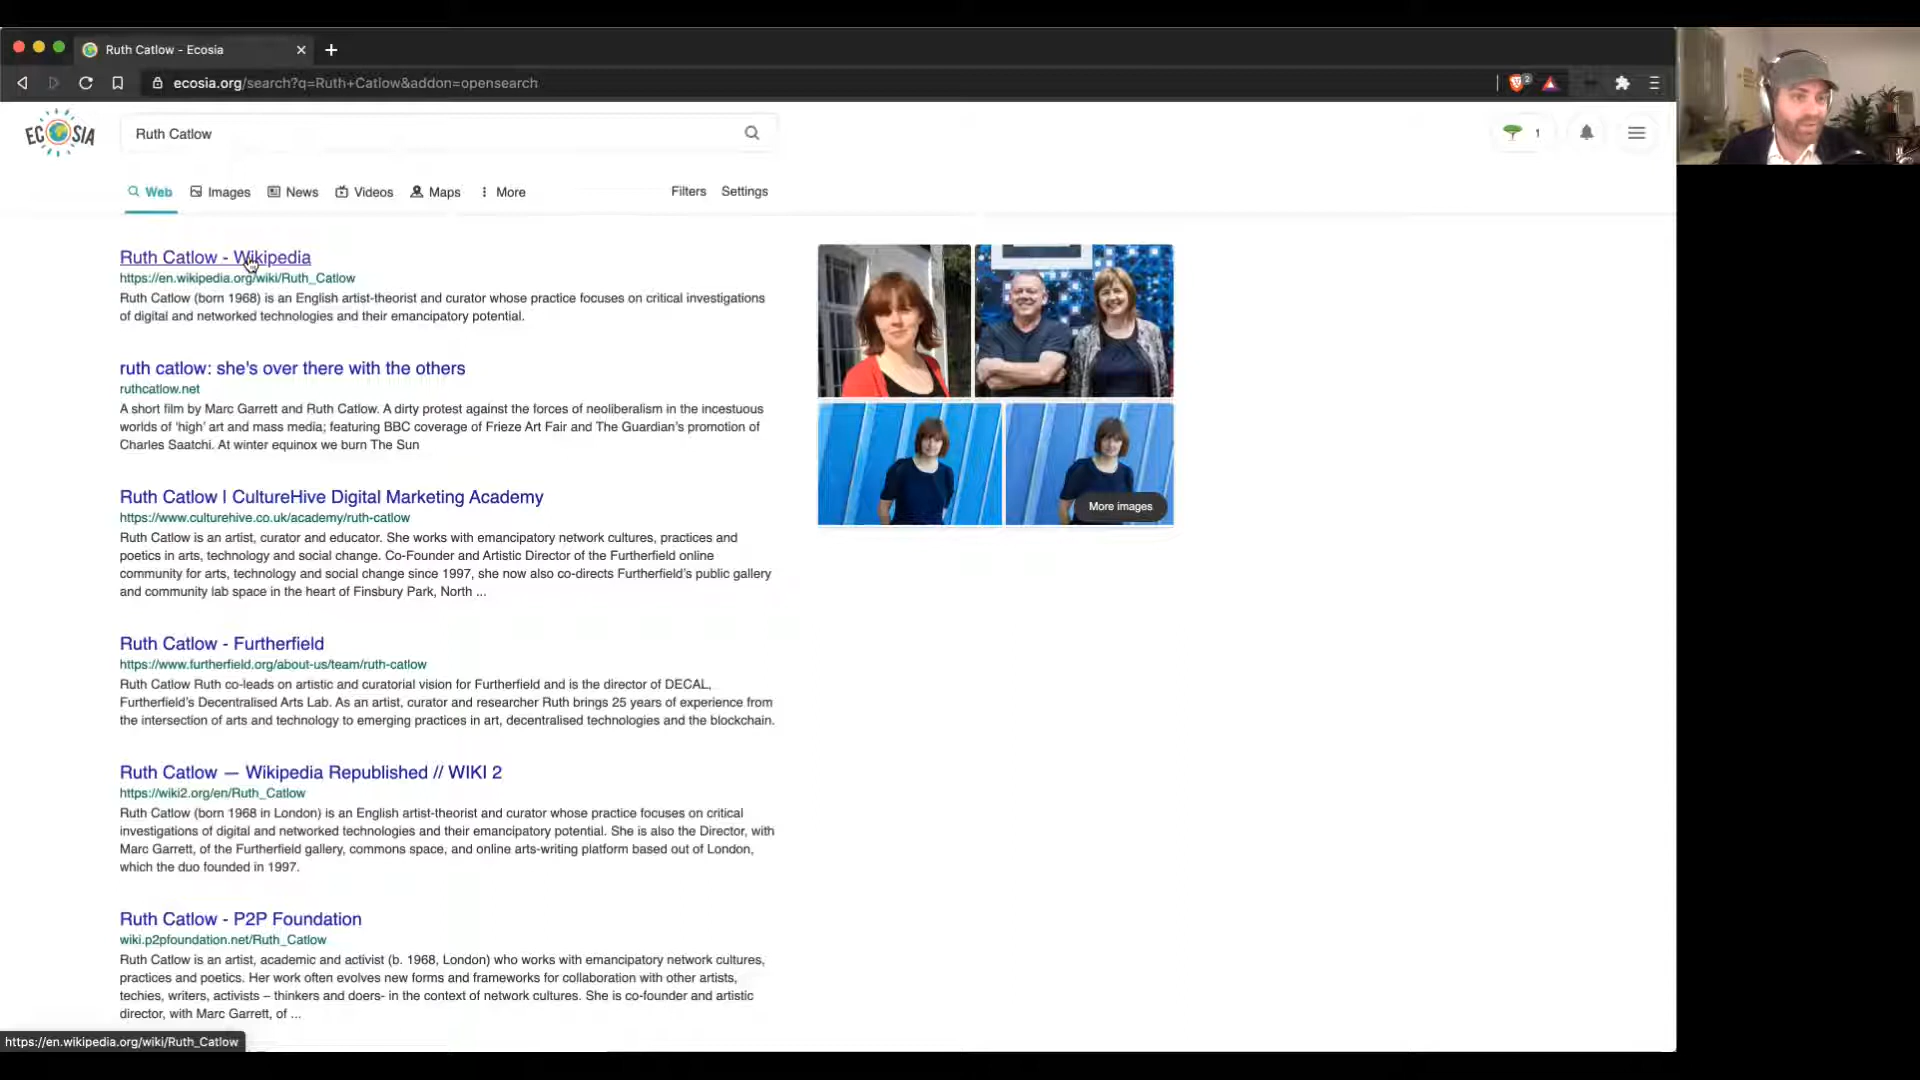 Ruth Catlow - Ecosia
ecosia.org/search?q=Ruth+Catlow&addon=opensearch
2
ECOSIA
Ruth Catlow
1
Web Images News Videos Maps More Filters Settings
Ruth Catlow - Wikipedia
https://en.wikipedia.org/wiki/Ruth_Catlow
Ruth Catlow (born 1968) is an English artist-theorist and curator whose practice focuses on critical investigations
of digital and networked technologies and their emancipatory potential.
ruth catlow: she's over there with the others
ruthcatlow.net
A short film by Marc Garrett and Ruth Catlow. A dirty protest against the forces of neoliberalism in the incestuous
worlds of ‘high’ art and mass media; featuring BBC coverage of Frieze Art Fair and The Guardian’s promotion of
Charles Saatchi. At winter equinox we burn The Sun
Ruth Catlow | CultureHive Digital Marketing Academy
https://www.culturehive.co.uk/academy/ruth-catlow
Ruth Catlow is an artist, curator and educator. She works with emancipatory network cultures, practices and
poetics in arts, technology and social change. Co-Founder and Artistic Director of the Furtherfield online
community for arts, technology and social change since 1997, she now also co-directs Furtherfield’s public gallery
and community lab space in the heart of Finsbury Park, North ...
Ruth Catlow - Furtherfield
https://www.furtherfield.org/about-us/team/ruth-catlow
Ruth Catlow Ruth co-leads on artistic and curatorial vision for Furtherfield and is the director of DECAL,
Furtherfield’s Decentralised Arts Lab. As an artist, curator and researcher Ruth brings 25 years of experience from
the intersection of arts and technology to emerging practices in art, decentralised technologies and the blockchain.
Ruth Catlow — Wikipedia Republished // WIKI 2
https://wiki2.org/en/Ruth_Catlow
Ruth Catlow (born 1968 in London) is an English artist-theorist and curator whose practice focuses on critical
investigations of digital and networked technologies and their emancipatory potential. She is also the Director, with
Marc Garrett, of the Furtherfield gallery, commons space, and online arts-writing platform based out of London,
which the duo founded in 1997.
Ruth Catlow - P2P Foundation
wiki.p2pfoundation.net/Ruth_Catlow
Ruth Catlow is an artist, academic and activist (b. 1968, London) who works with emancipatory network cultures,
practices and poetics. Her work often evolves new forms and frameworks for collaboration with other artists,
techies, writers, activists – thinkers and doers- in the context of network cultures. She is co-founder and artistic
director, with Marc Garrett, of ...
More images
https://en.wikipedia.org/wiki/Ruth_Catlow